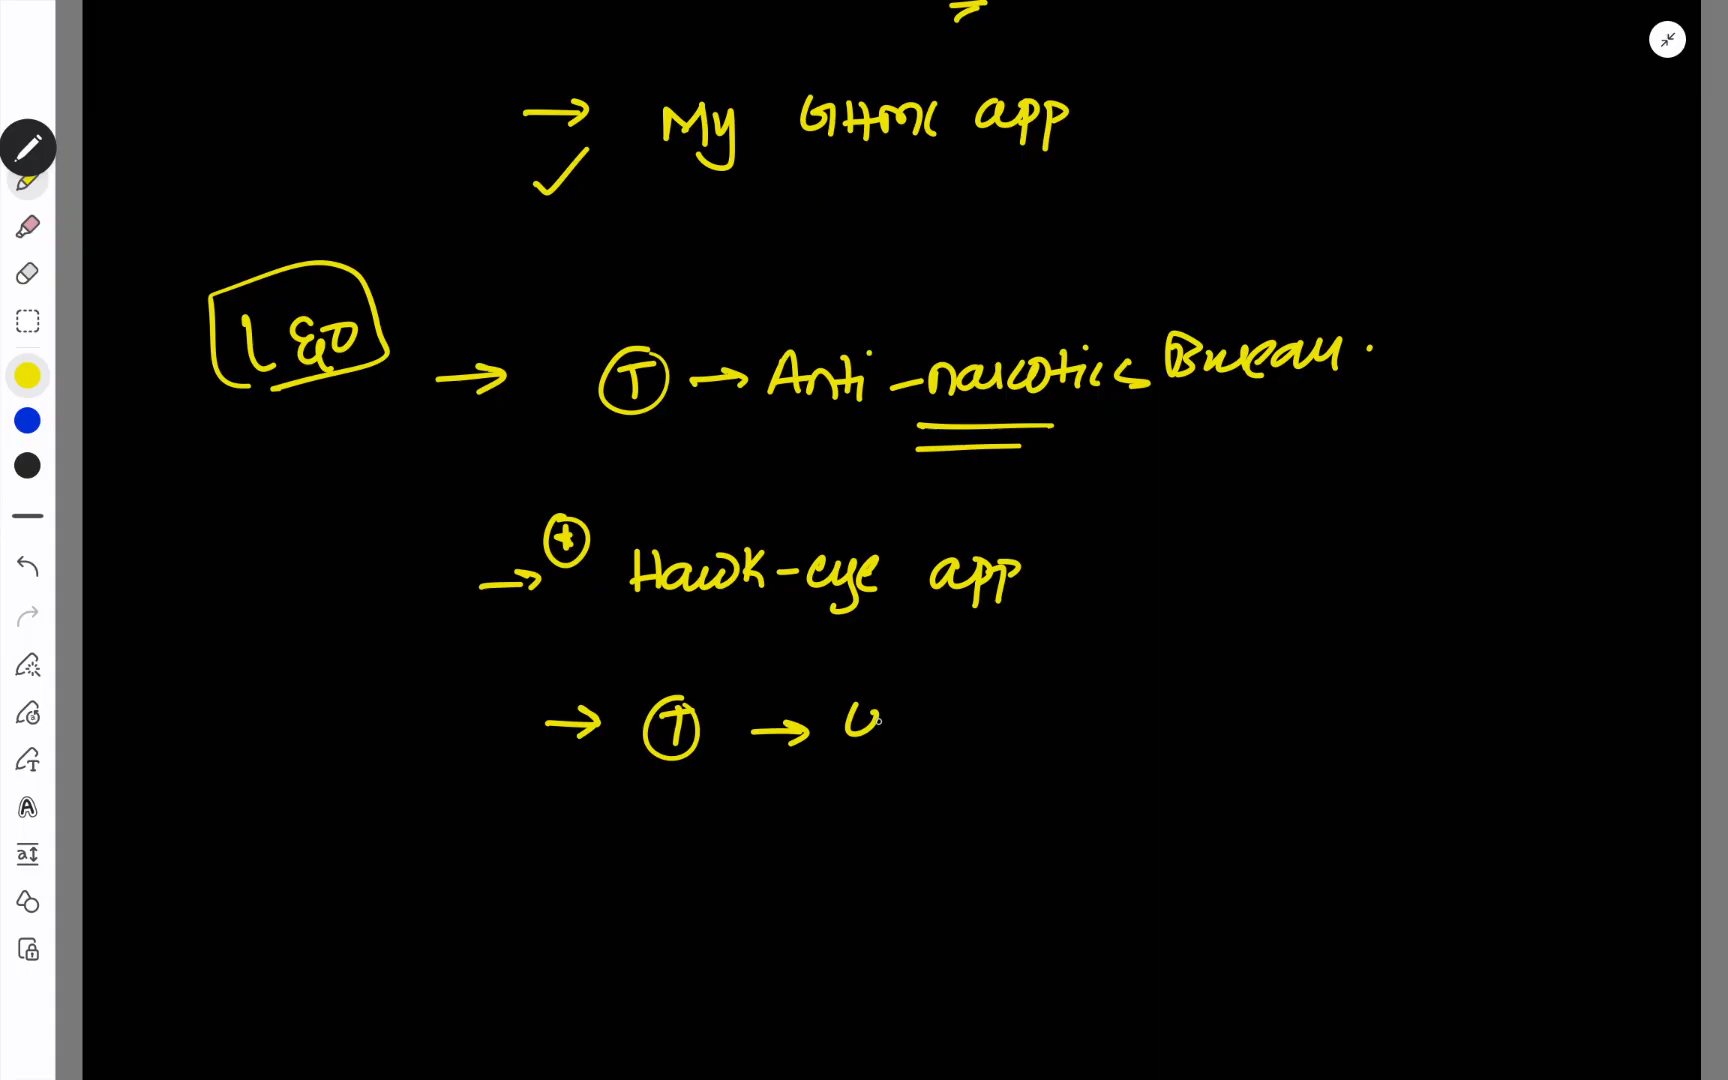 → My GHMC app
✓
L&O → T → Anti-narcotics Bureau.
→ * Hawk-eye app
→ T → U